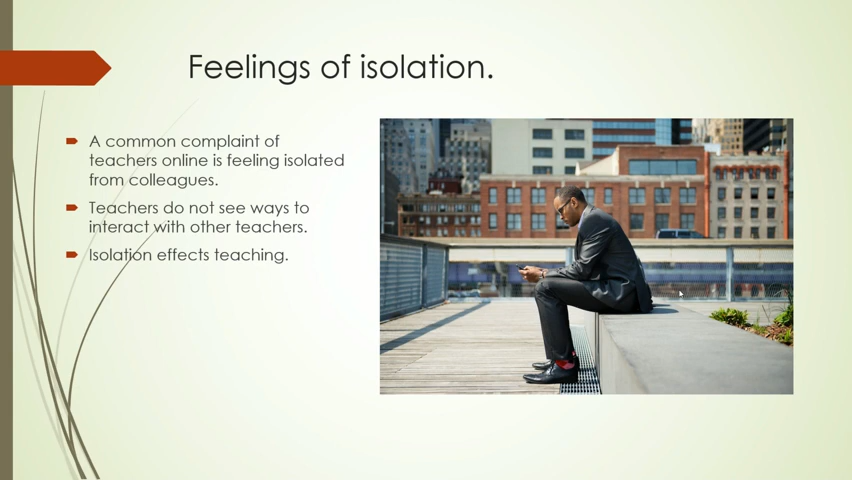 Feelings of isolation.
A common complaint of
teachers online is feeling isolated
from colleagues.
Teachers do not see ways to
interact with other teachers.
Isolation effects teaching.